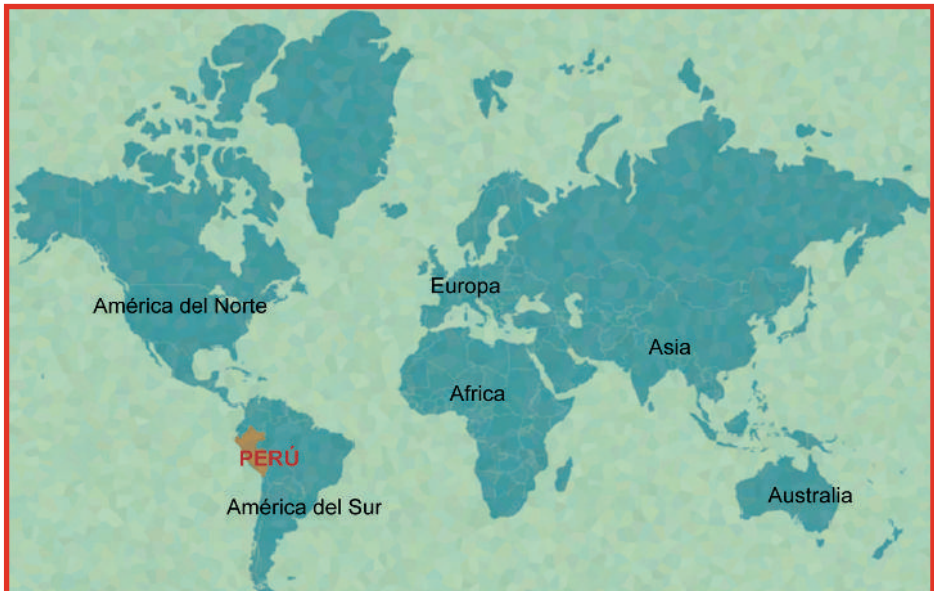 Europa
América del Norte
Asia
Africa
PERÚ
América del Sur
Australia